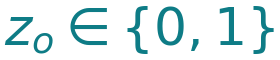 z_o ∈ {0, 1}